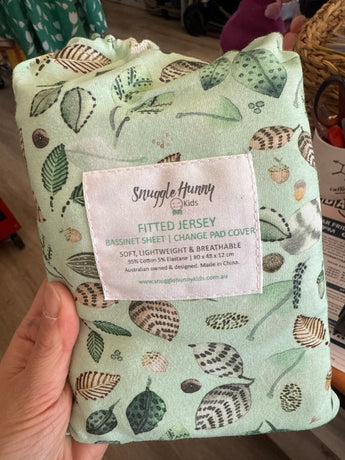 Snuggle Hunny
Kids
FITTED JERSEY
BASSINET SHEET | CHANGE PAD COVER
SOFT, LIGHTWEIGHT & BREATHABLE
95% Cotton 5% Elastane | 80 x 48 x 12 cm
Australian owned & designed. Made in China.
www.snugglehunnykids.com.au